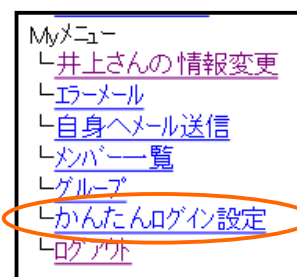 Myﾒﾆｭｰ
└井上さんの情報変更
└ｴﾗｰﾒｰﾙ
└自身へﾒｰﾙ送信
└ﾒﾝﾊﾞｰ一覧
└ｸﾞﾙｰﾌﾟ
└かんたんﾛｸﾞｲﾝ設定
└ﾛｸﾞｱｳﾄ